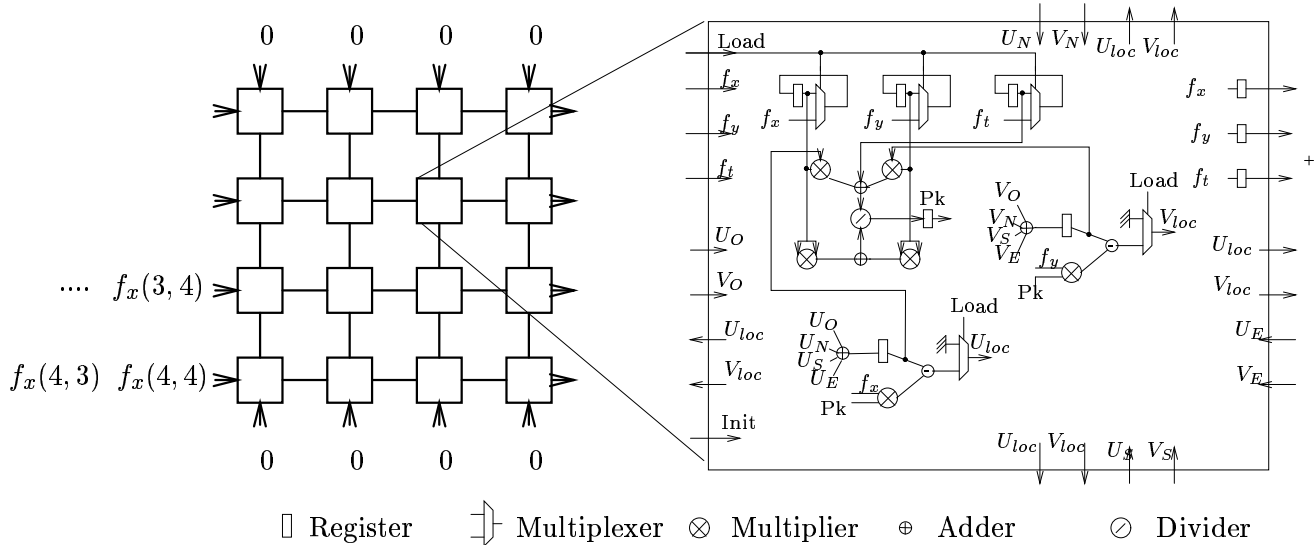 0 0 0 0
Load
U_N V_N U_loc V_loc
f_x
f_x
f_x f_y f_t
f_y
f_y
+
f_t
f_t
Pk
Load
V_O
V_N
V_S
V_E
V_loc
U_O
U_loc
f_y
Pk
V_O
V_loc
.... f_x(3, 4)
Load
U_O
U_N
U_S
U_E
U_loc
U_loc
U_E
f_x(4, 3) f_x(4, 4)
V_loc
V_E
f_x
Pk
Init
0 0 0 0
U_loc V_loc U_S V_S
Register Multiplexer Multiplier Adder Divider